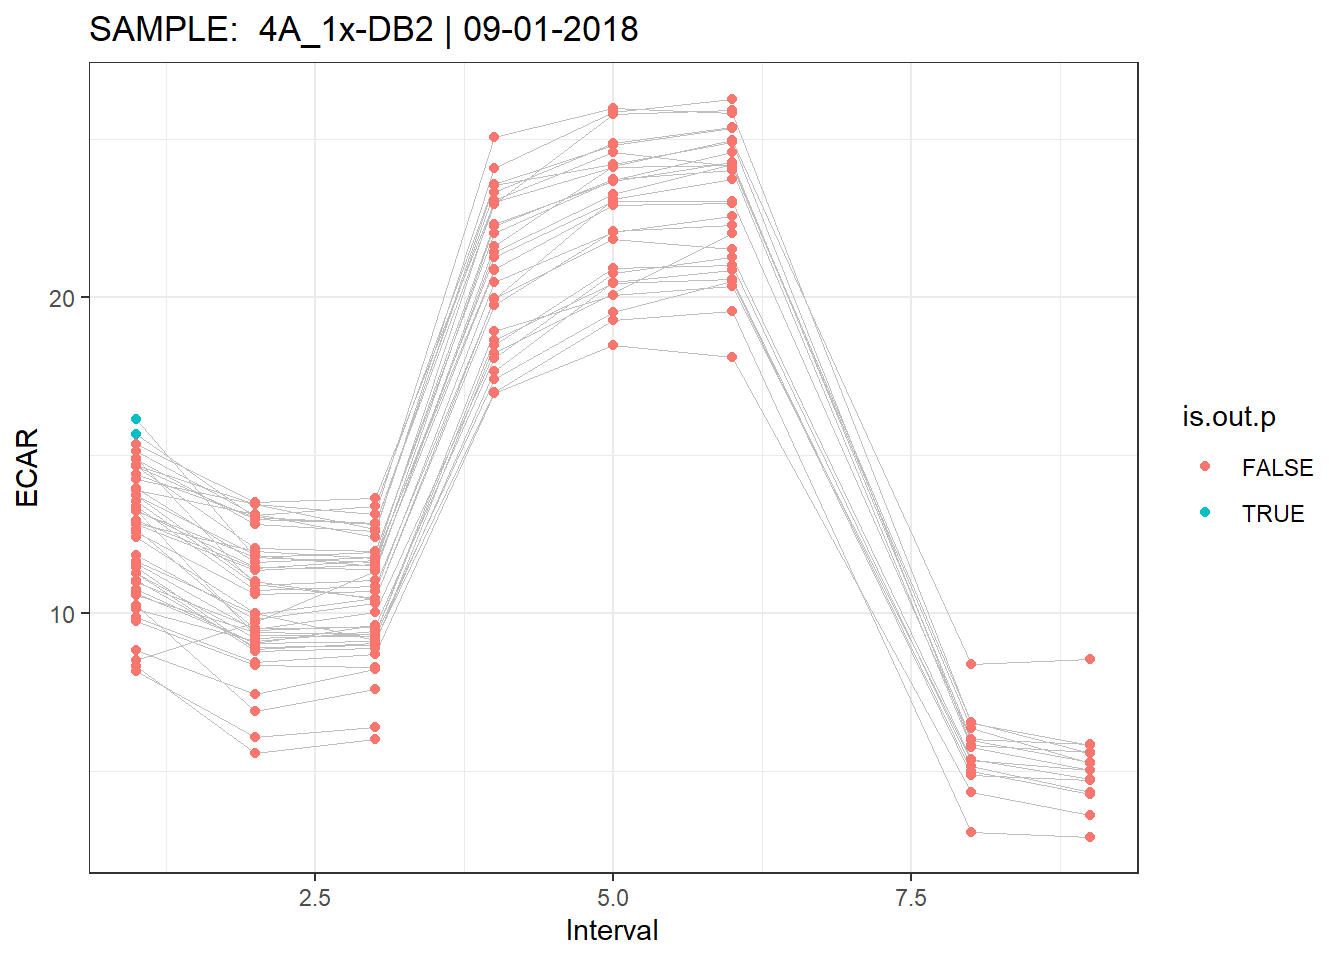 SAMPLE:  4A_1x-DB2 | 09-01-2018
ECAR
20
10
2.5
5.0
7.5
Interval
is.out.p
FALSE
TRUE